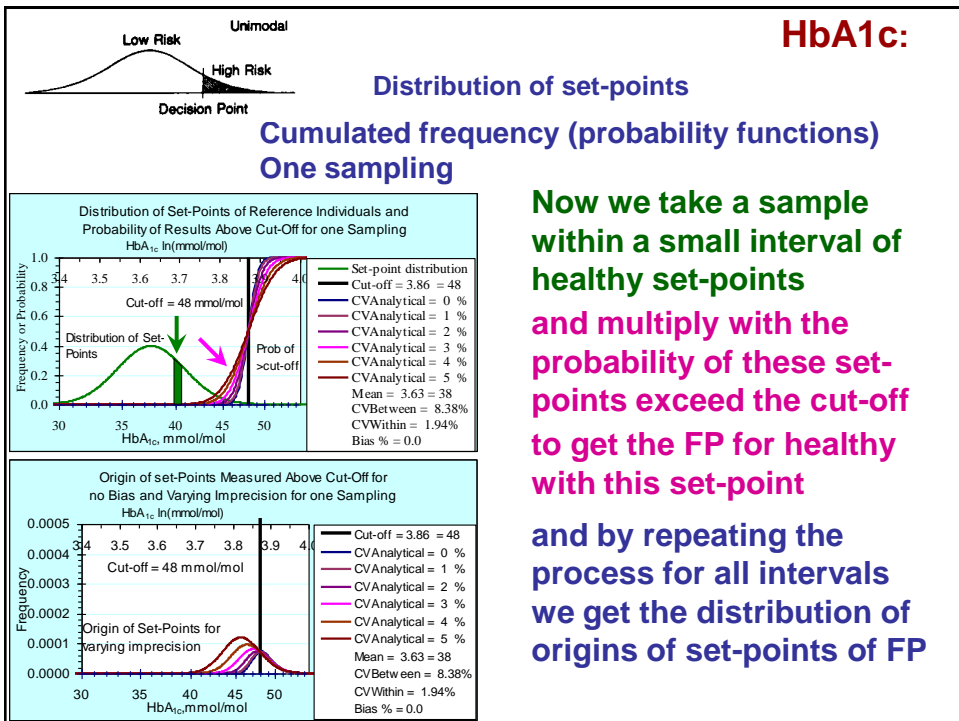 HbA1c:
Unimodal
Low Risk
High Risk
Decision Point
Distribution of set-points
Cumulated frequency (probability functions)
One sampling
Distribution of Set-Points of Reference Individuals and
Probability of Results Above Cut-Off for one Sampling
HbA1c ln(mmol/mol)
3.4 3.5 3.6 3.7 3.8 3.9 4.0
1.0
0.8
0.6
0.4
0.2
0.0
Frequency or Probability
Cut-off = 48 mmol/mol
Distribution of Set-
Points
Prob of
>cut-off
30 35 40 45 50
HbA1c, mmol/mol
Set-point distribution
Cut-off = 3.86 = 48
CVAnalytical = 0 %
CVAnalytical = 1 %
CVAnalytical = 2 %
CVAnalytical = 3 %
CVAnalytical = 4 %
CVAnalytical = 5 %
Mean = 3.63 = 38
CVBetween = 8.38%
CVWithin = 1.94%
Bias % = 0.0
Origin of set-Points Measured Above Cut-Off for
no Bias and Varying Imprecision for one Sampling
HbA1c ln(mmol/mol)
3.4 3.5 3.6 3.7 3.8 3.9 4.0
0.0005
0.0004
0.0003
0.0002
0.0001
0.0000
Frequency
Cut-off = 48 mmol/mol
Origin of Set-Points for
varying imprecision
30 35 40 45 50
HbA1c,mmol/mol
Cut-off = 3.86 = 48
CVAnalytical = 0 %
CVAnalytical = 1 %
CVAnalytical = 2 %
CVAnalytical = 3 %
CVAnalytical = 4 %
CVAnalytical = 5 %
Mean = 3.63 = 38
CVBetween = 8.38%
CVWithin = 1.94%
Bias % = 0.0
Now we take a sample
within a small interval of
healthy set-points
and multiply with the
probability of these set-
points exceed the cut-off
to get the FP for healthy
with this set-point
and by repeating the
process for all intervals
we get the distribution of
origins of set-points of FP